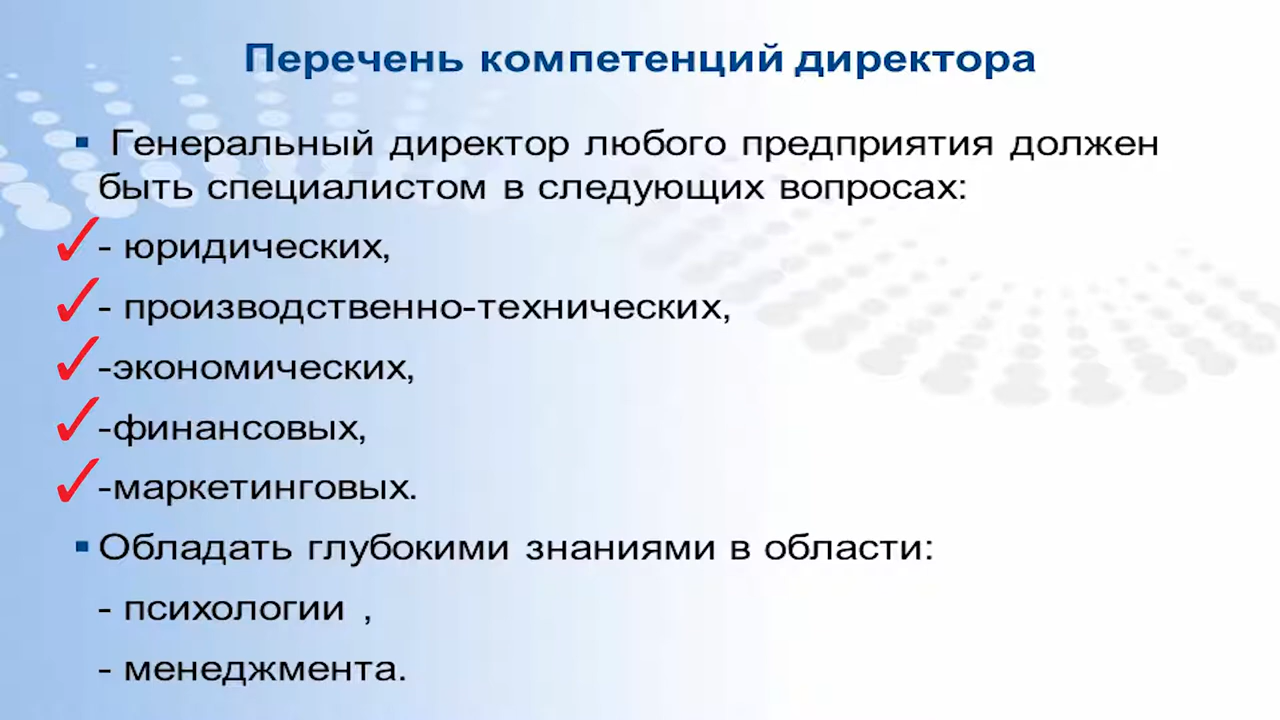 Перечень компетенций директора
Генеральный директор любого предприятия должен
быть специалистом в следующих вопросах:
- юридических,
- производственно-технических,
-экономических,
-финансовых,
-маркетинговых.
Обладать глубокими знаниями в области:
- психологии ,
- менеджмента.